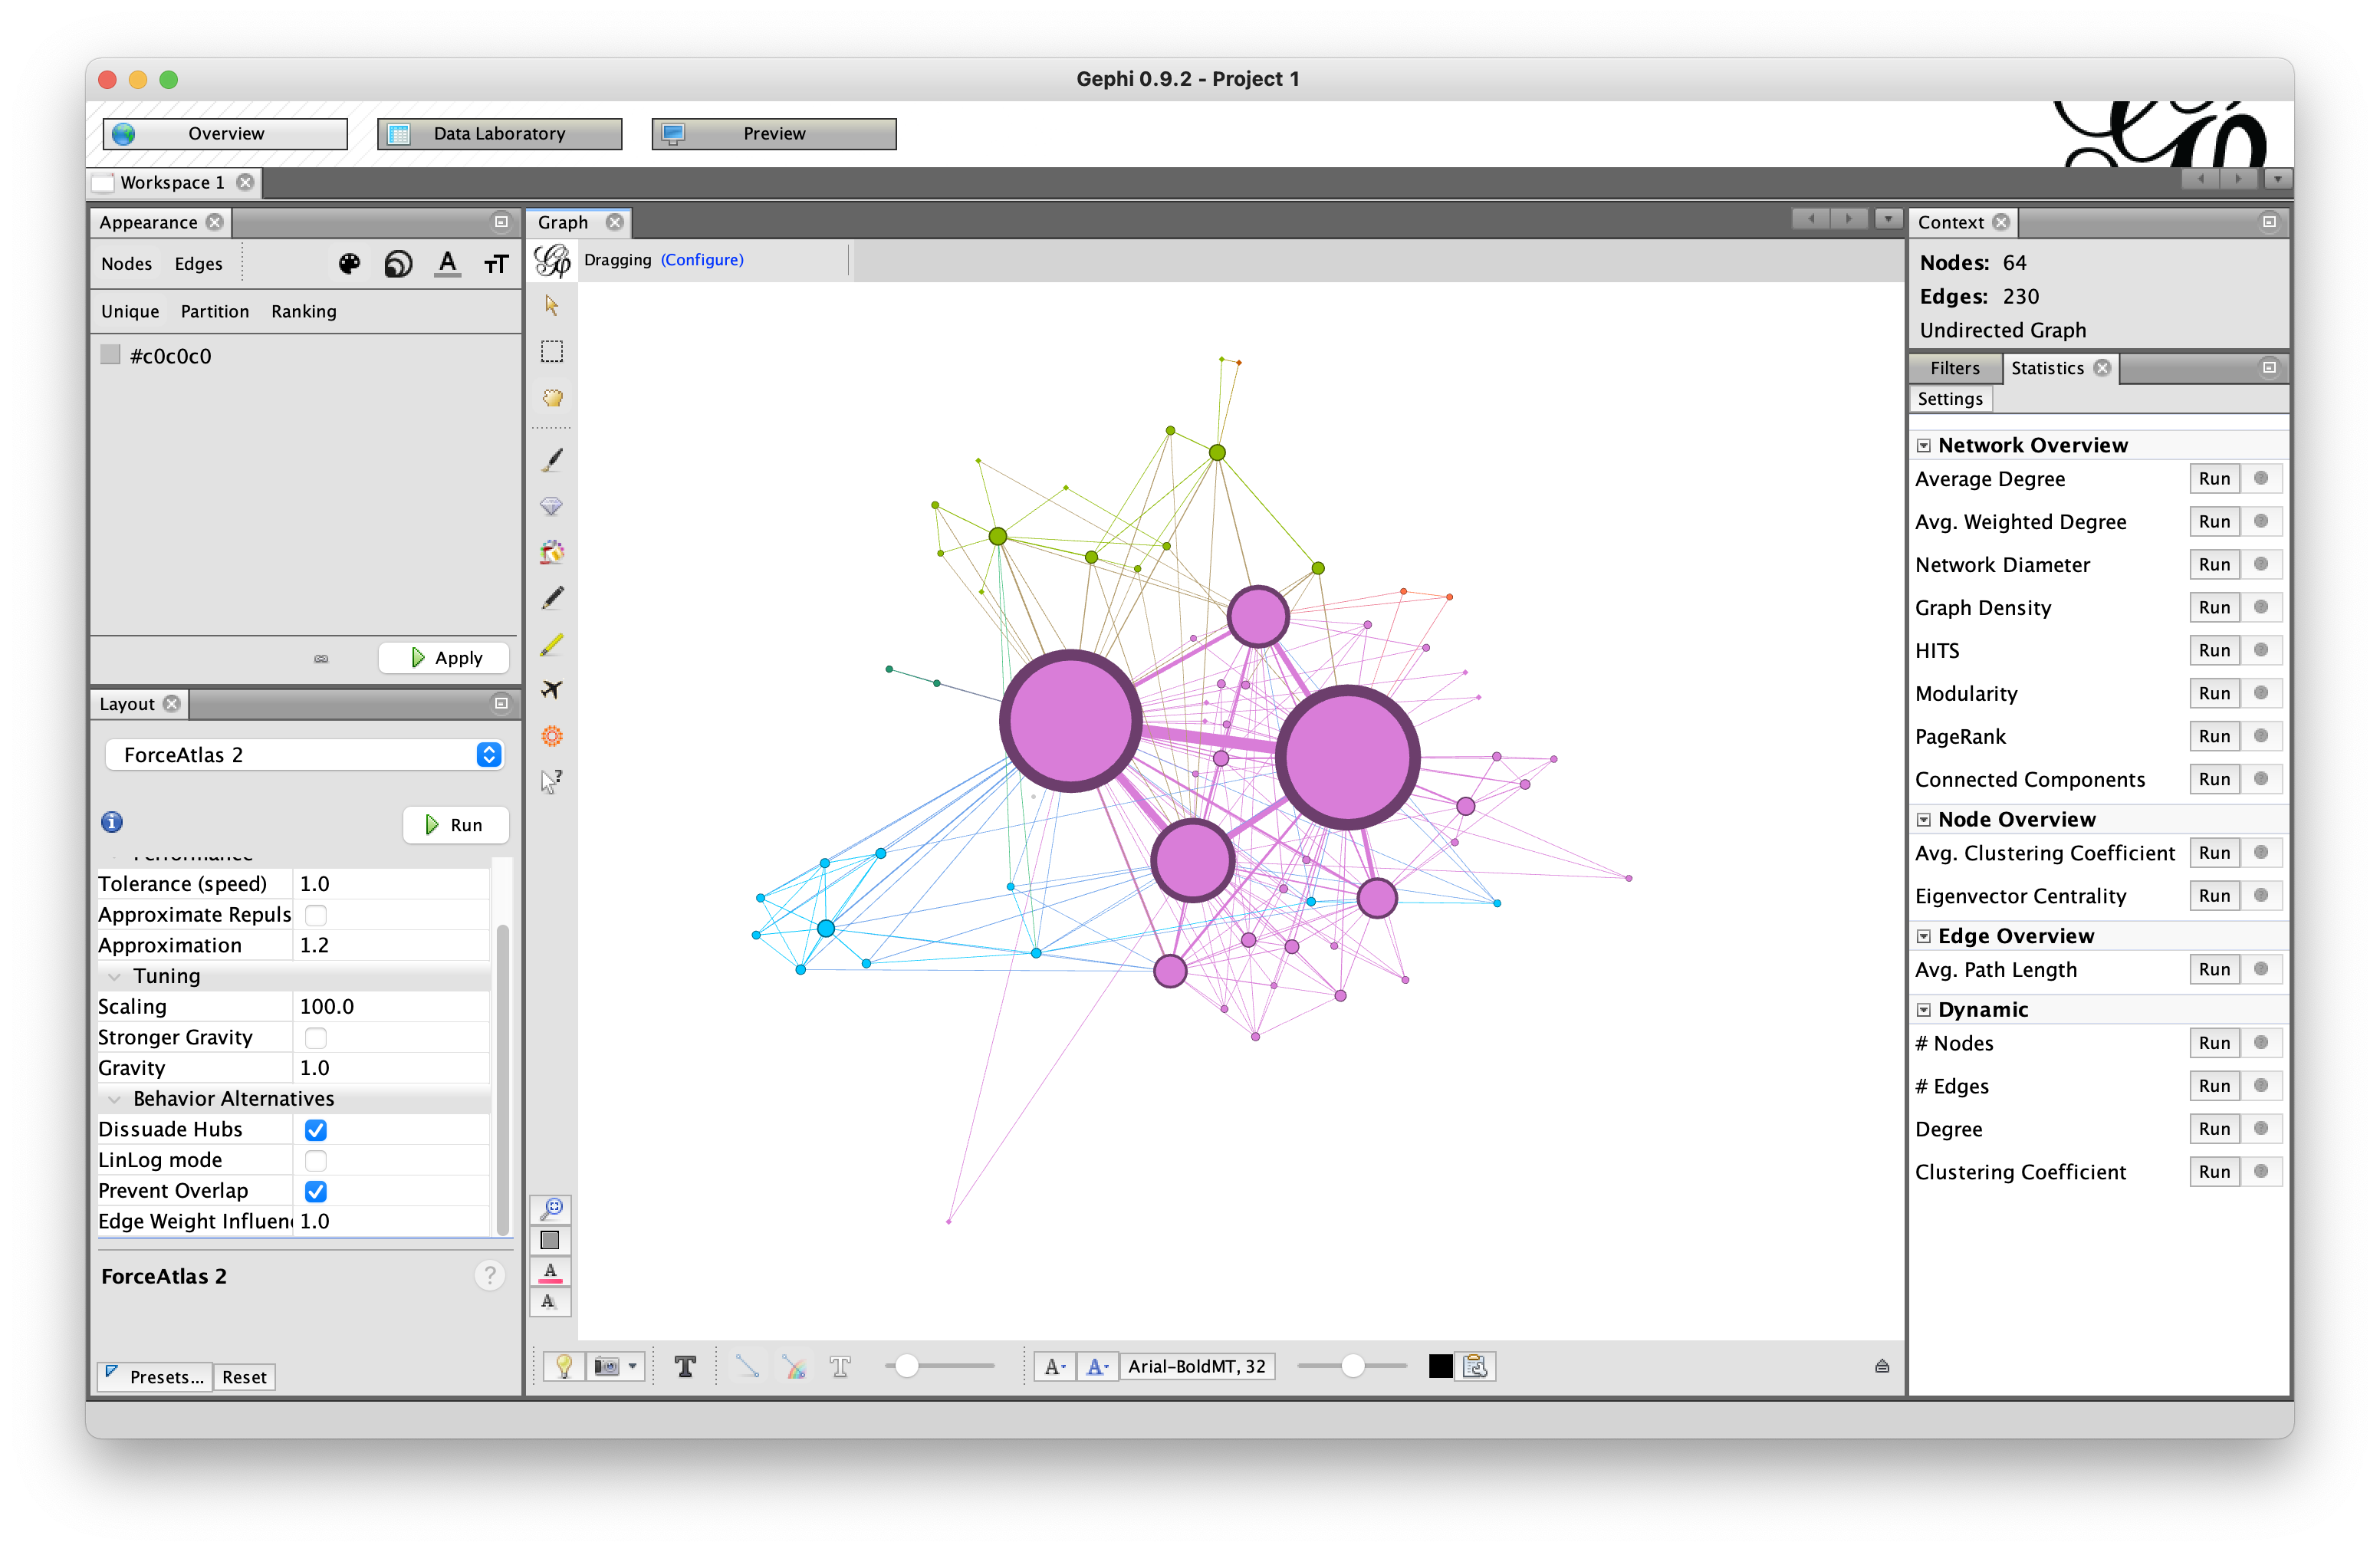 Gephi 0.9.2 - Project 1
Overview
Data Laboratory
Preview
Workspace 1
Appearance
Nodes Edges
Unique Partition Ranking
#c0c0c0
Apply
Layout
ForceAtlas 2
Run
Performance
Tolerance (speed) 1.0
Approximate Repuls
Approximation 1.2
Tuning
Scaling 100.0
Stronger Gravity
Gravity 1.0
Behavior Alternatives
Dissuade Hubs
LinLog mode
Prevent Overlap
Edge Weight Influen 1.0
ForceAtlas 2
?
Presets... Reset
Graph
Dragging (Configure)
Arial-BoldMT, 32
Context
Nodes: 64
Edges: 230
Undirected Graph
Filters Statistics
Settings
Network Overview
Average Degree Run
Avg. Weighted Degree Run
Network Diameter Run
Graph Density Run
HITS Run
Modularity Run
PageRank Run
Connected Components Run
Node Overview
Avg. Clustering Coefficient Run
Eigenvector Centrality Run
Edge Overview
Avg. Path Length Run
Dynamic
# Nodes Run
# Edges Run
Degree Run
Clustering Coefficient Run